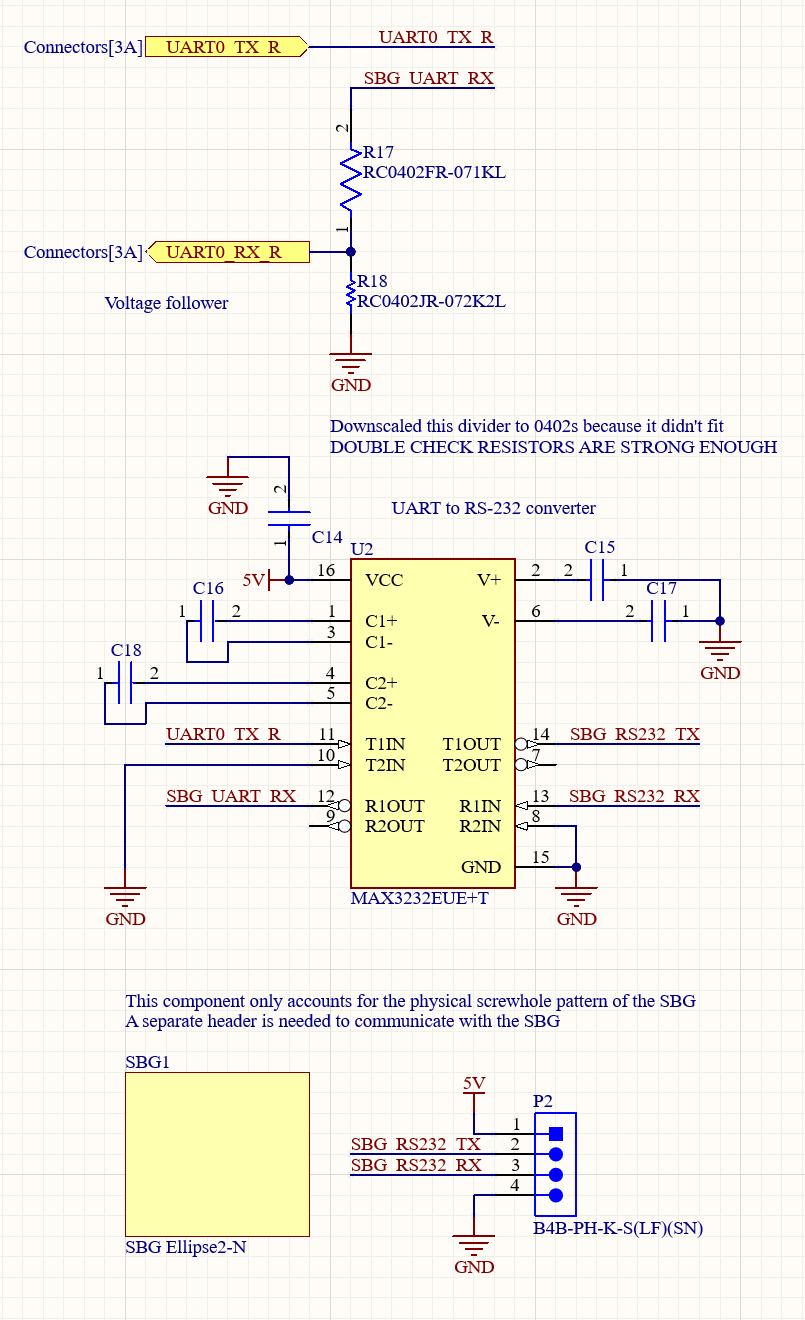 Connectors[3A] UART0_TX_R UART0_TX_R
SBG_UART_RX
2
R17
RC0402FR-071KL
1
Connectors[3A] UART0_RX_R
R18
RC0402JR-072K2L
Voltage follower
GND
Downscaled this divider to 0402s because it didn't fit
DOUBLE CHECK RESISTORS ARE STRONG ENOUGH
GND
2
UART to RS-232 converter
1
C14
U2
C15
5V 16 VCC V+ 2 2 1
C16
C17
1 2 1 C1+ V- 6 2 1
3 C1-
C18
GND
1 2 4 C2+
5 C2-
UART0_TX_R 11 T1IN T1OUT 14 SBG_RS232_TX
10 T2IN T2OUT 7
SBG_UART_RX 12 R1OUT R1IN 13 SBG_RS232_RX
9 R2OUT R2IN 8
GND 15
MAX3232EUE+T
GND
GND
This component only accounts for the physical screwhole pattern of the SBG
A separate header is needed to communicate with the SBG
SBG1
5V
P2
1
SBG_RS232_TX 2
SBG_RS232_RX 3
4
B4B-PH-K-S(LF)(SN)
SBG Ellipse2-N
GND